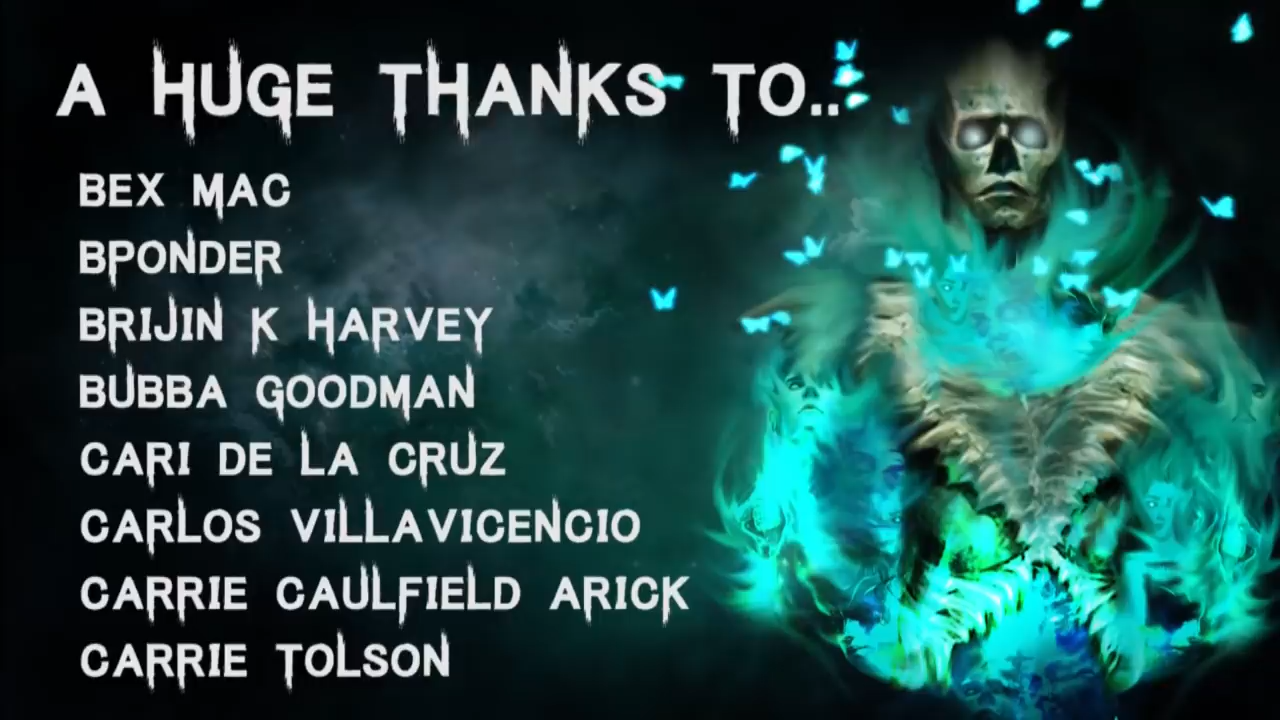 A HUGE THANKS TO..
BEX MAC
BPONDER
BRIJIN K HARVEY
BUBBA GOODMAN
CARI DE LA CRUZ
CARLOS VILLAVICENCIO
CARRIE CAULFIELD ARICK
CARRIE TOLSON